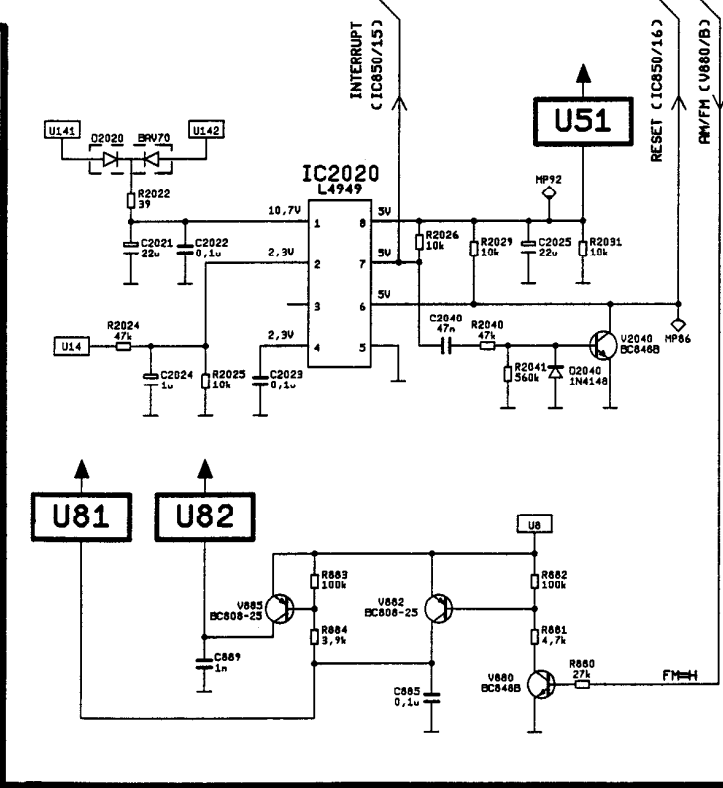 INTERRUPT
(IC850/15)
RESET (IC850/16)
AM/FM (V880/B)
U51
U141
D2020
BAV70
U142
IC2020
L4949
R2022
39
10,7V
1
8
5V
MP92
C2021
22u
C2022
0,1u
2,3V
2
7
5V
R2026
10k
R2029
10k
C2025
22u
R2031
10k
3
6
5V
U14
R2024
47k
2,3V
4
5
C2040
47n
R2040
47k
V2040
BC848B
MP86
C2024
1u
R2025
10k
C2023
0,1u
R2041
560k
D2040
1N4148
U81
U82
U8
R883
100k
R882
100k
V885
BC808-25
V882
BC808-25
R884
3,9k
R881
4,7k
C889
1n
C885
0,1u
V880
BC848B
R880
27k
FM=H